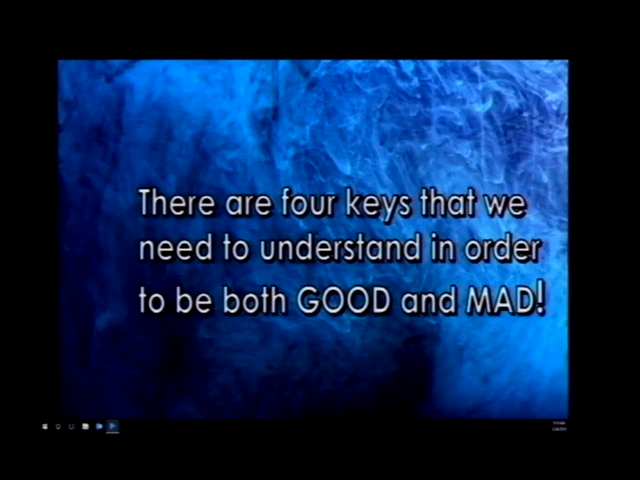 There are four keys that we
need to understand in order
to be both GOOD and MAD!